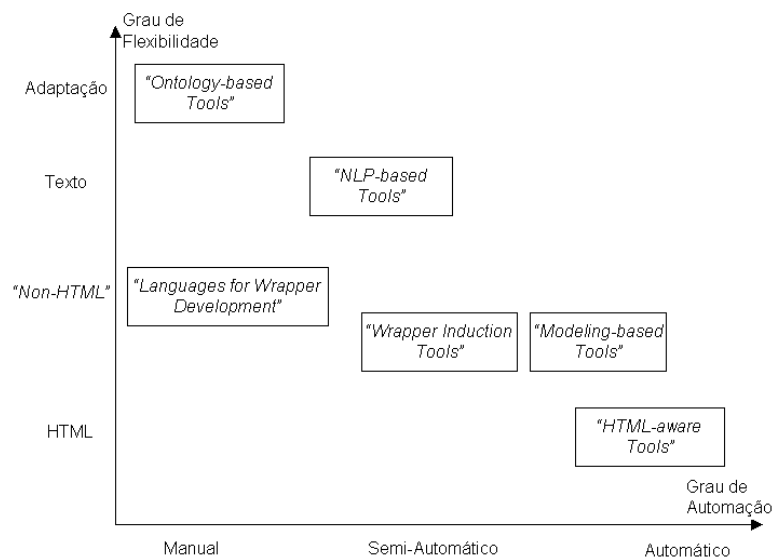 Grau de
Flexibilidade
Adaptação
“Ontology-based
Tools”
Texto
“NLP-based
Tools”
“Non-HTML”
“Languages for Wrapper
Development”
“Wrapper Induction
Tools”
“Modeling-based
Tools”
HTML
“HTML-aware
Tools”
Grau de
Automação
Manual
Semi-Automático
Automático